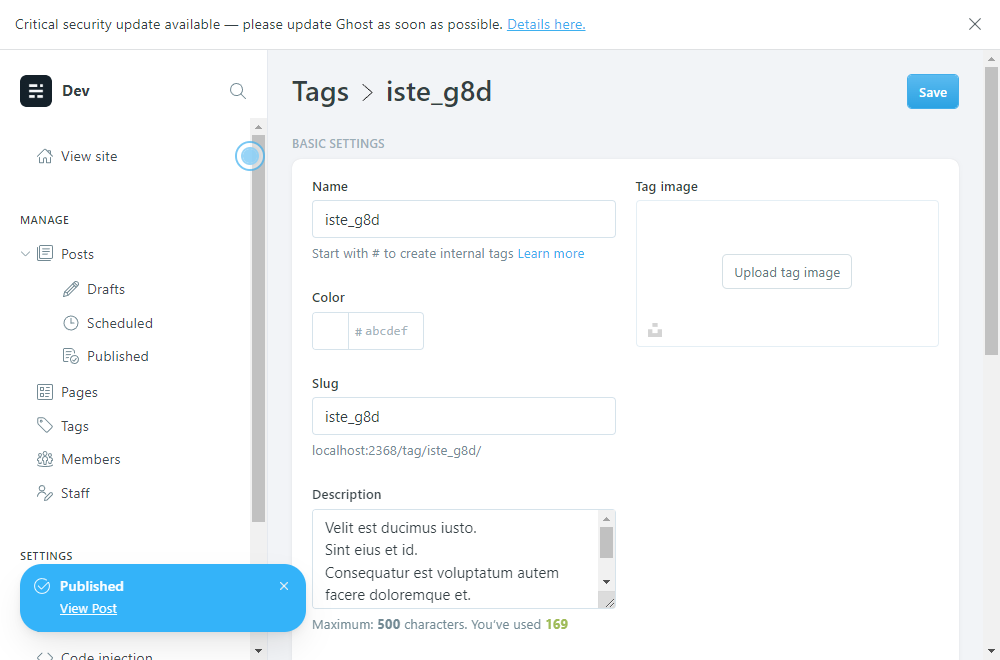 Critical security update available — please update Ghost as soon as possible. Details here.
Dev
View site
MANAGE
Posts
Drafts
Scheduled
Published
Pages
Tags
Members
Staff
SETTINGS
Published
View Post
Code injection
Tags > iste_g8d
Save
BASIC SETTINGS
Name
iste_g8d
Start with # to create internal tags Learn more
Color
# abcdef
Slug
iste_g8d
localhost:2368/tag/iste_g8d/
Description
Velit est ducimus iusto.
Sint eius et id.
Consequatur est voluptatum autem
facere doloremque et.
Maximum: 500 characters. You've used 169
Tag image
Upload tag image